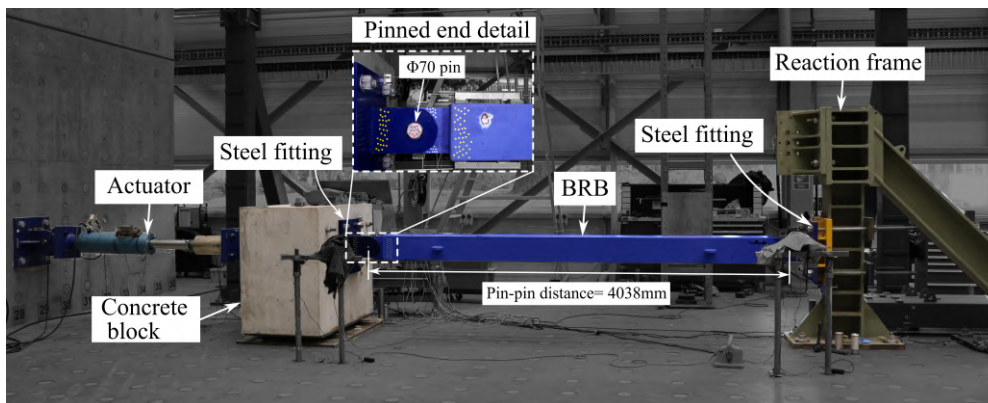 Pinned end detail
Φ70 pin
Reaction frame
Steel fitting
Steel fitting
Actuator
BRB
Pin-pin distance= 4038mm
Concrete
block